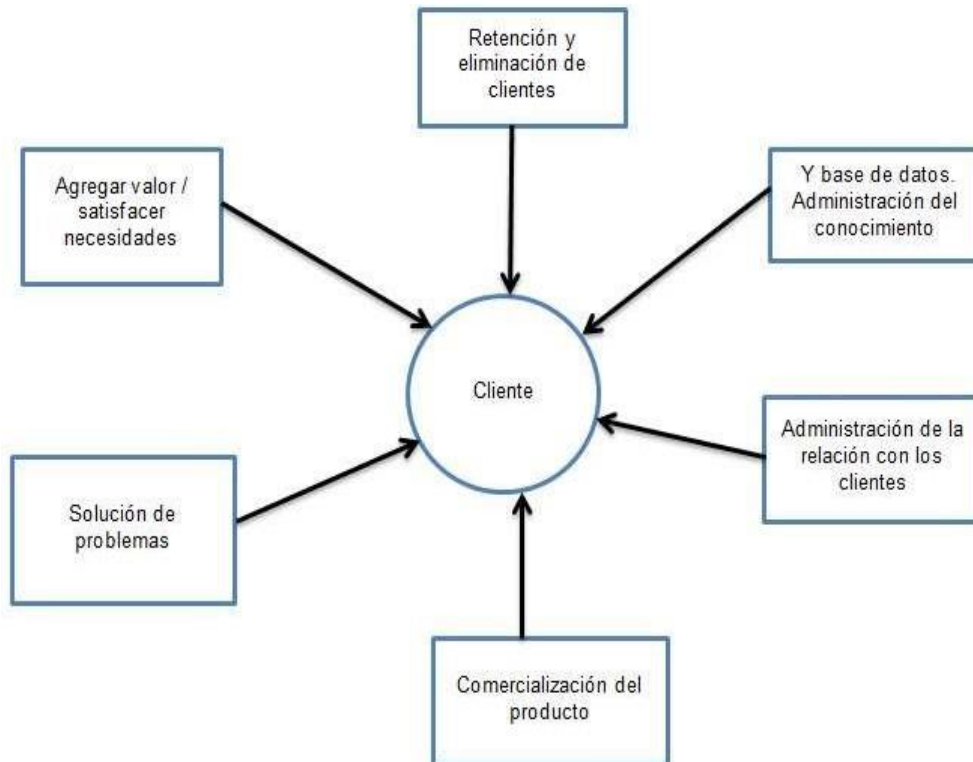 Retención y
eliminación de
clientes
Agregar valor /
satisfacer
necesidades
Y base de datos.
Administración del
conocimiento
Cliente
Administración de la
relación con los
clientes
Solución de
problemas
Comercialización del
producto